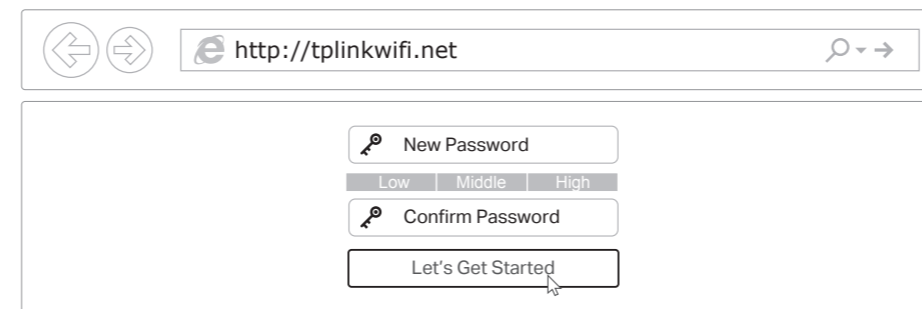 http://tplinkwifi.net
New Password
Low Middle High
Confirm Password
Let's Get Started